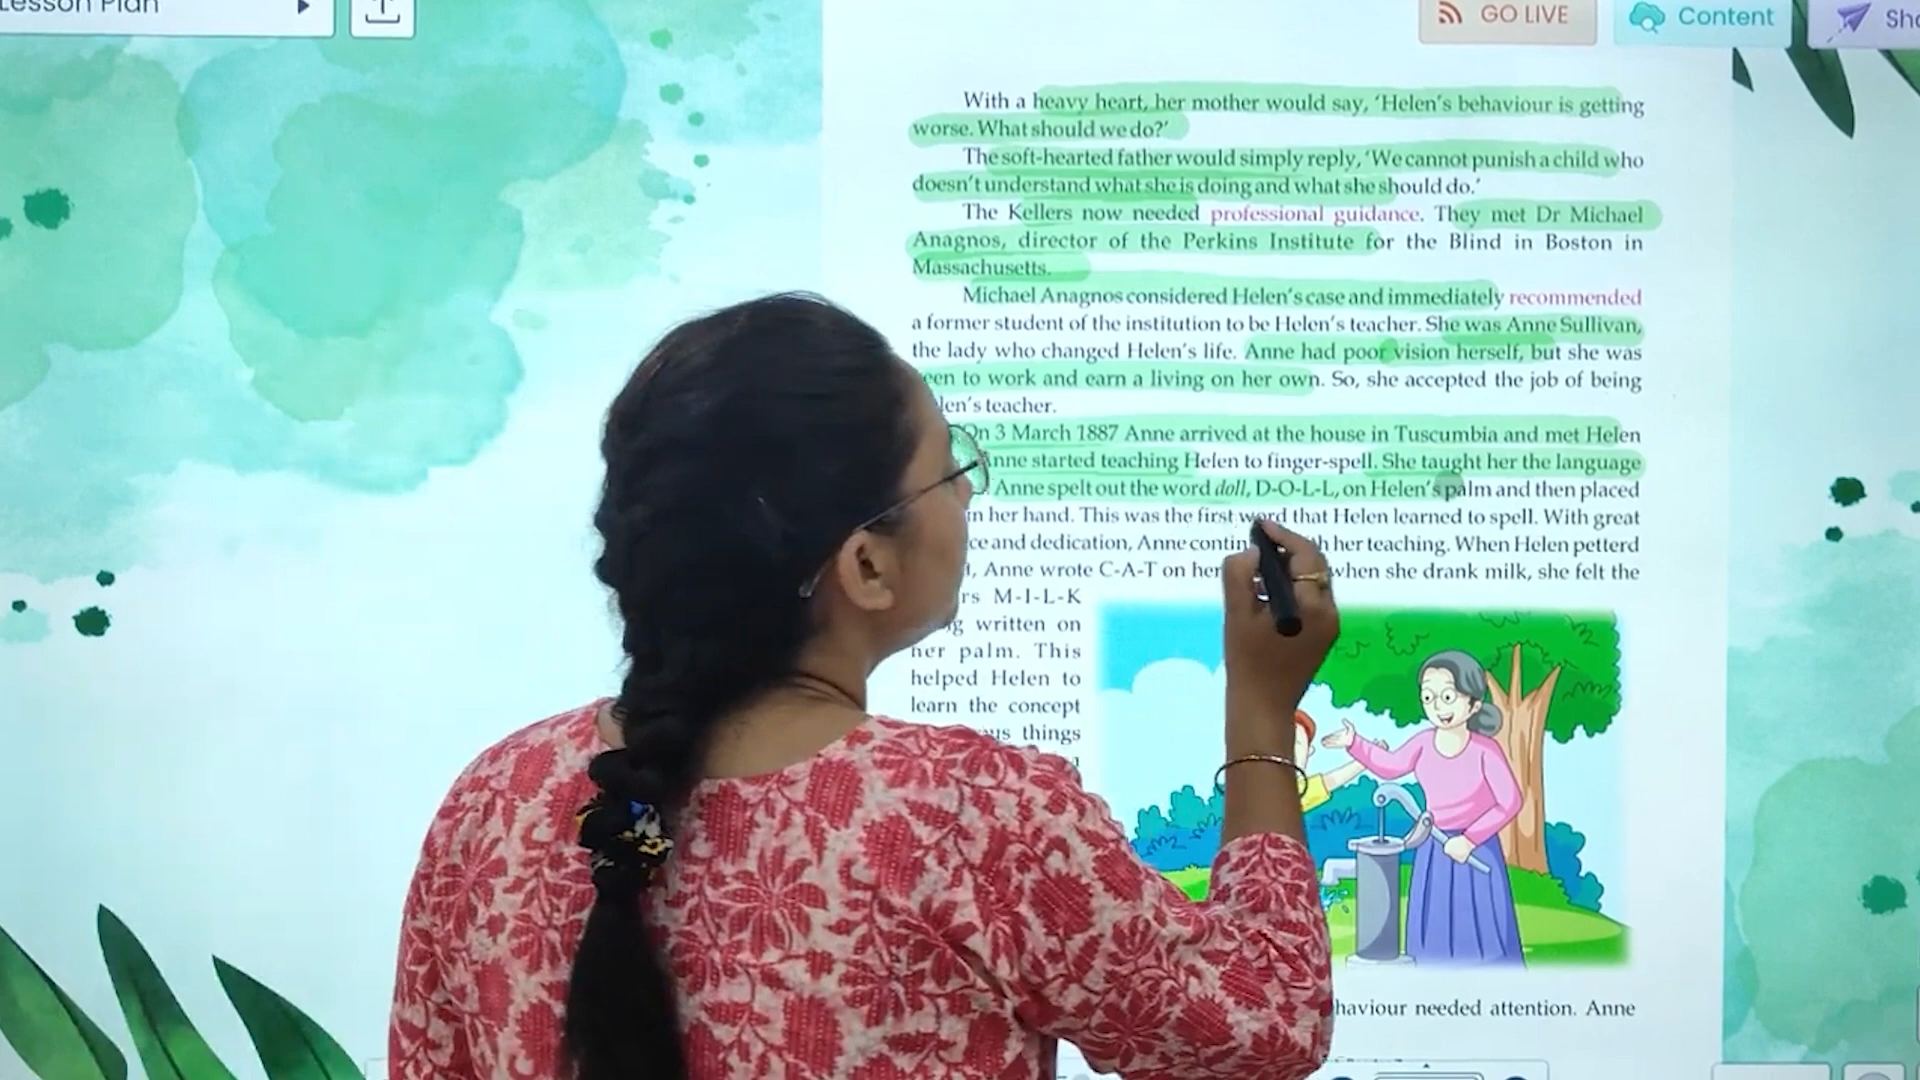 Lesson Plan
GO LIVE
Content
With a heavy heart, her mother would say, ‘Helen’s behaviour is getting
worse. What should we do?’
The soft-hearted father would simply reply, ‘We cannot punish a child who
doesn’t understand what she is doing and what she should do.’
The Kellers now needed professional guidance. They met Dr Michael
Anagnos, director of the Perkins Institute for the Blind in Boston in
Massachusetts.
Michael Anagnos considered Helen’s case and immediately recommended
a former student of the institution to be Helen’s teacher. She was Anne Sullivan,
the lady who changed Helen’s life. Anne had poor vision herself, but she was
to work and earn a living on her own. So, she accepted the job of being
teacher.
On 3 March 1887 Anne arrived at the house in Tuscumbia and met Helen
Anne started teaching Helen to finger-spell. She taught her the language
Anne spelt out the word doll, D-O-L-L, on Helen’s palm and then placed
in her hand. This was the first word that Helen learned to spell. With great
and dedication, Anne her teaching. When Helen petterd
Anne wrote C-A-T on her when she drank milk, she felt the
M-I-L-K
written on
her palm. This
helped Helen to
learn the concept
things
behaviour needed attention. Anne